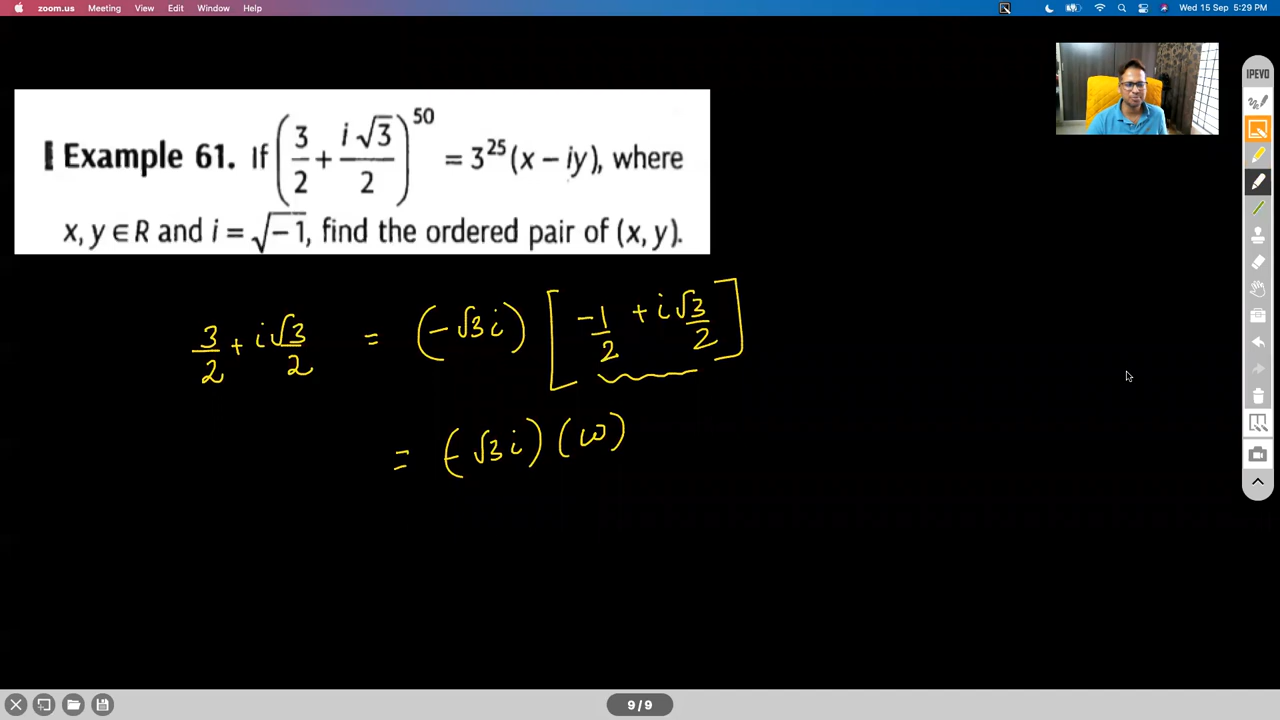 zoom.us Meeting View Edit Window Help Wed 15 Sep 5:29 PM
IPEVO
Example 61. If (3/2 + i√3/2)^50 = 3^25 (x − iy), where
x, y ∈ R and i = √−1, find the ordered pair of (x, y).
3/2 + i√3/2 = (−√3i) [−1/2 + i√3/2]
= (−√3i)(ω)
9/9